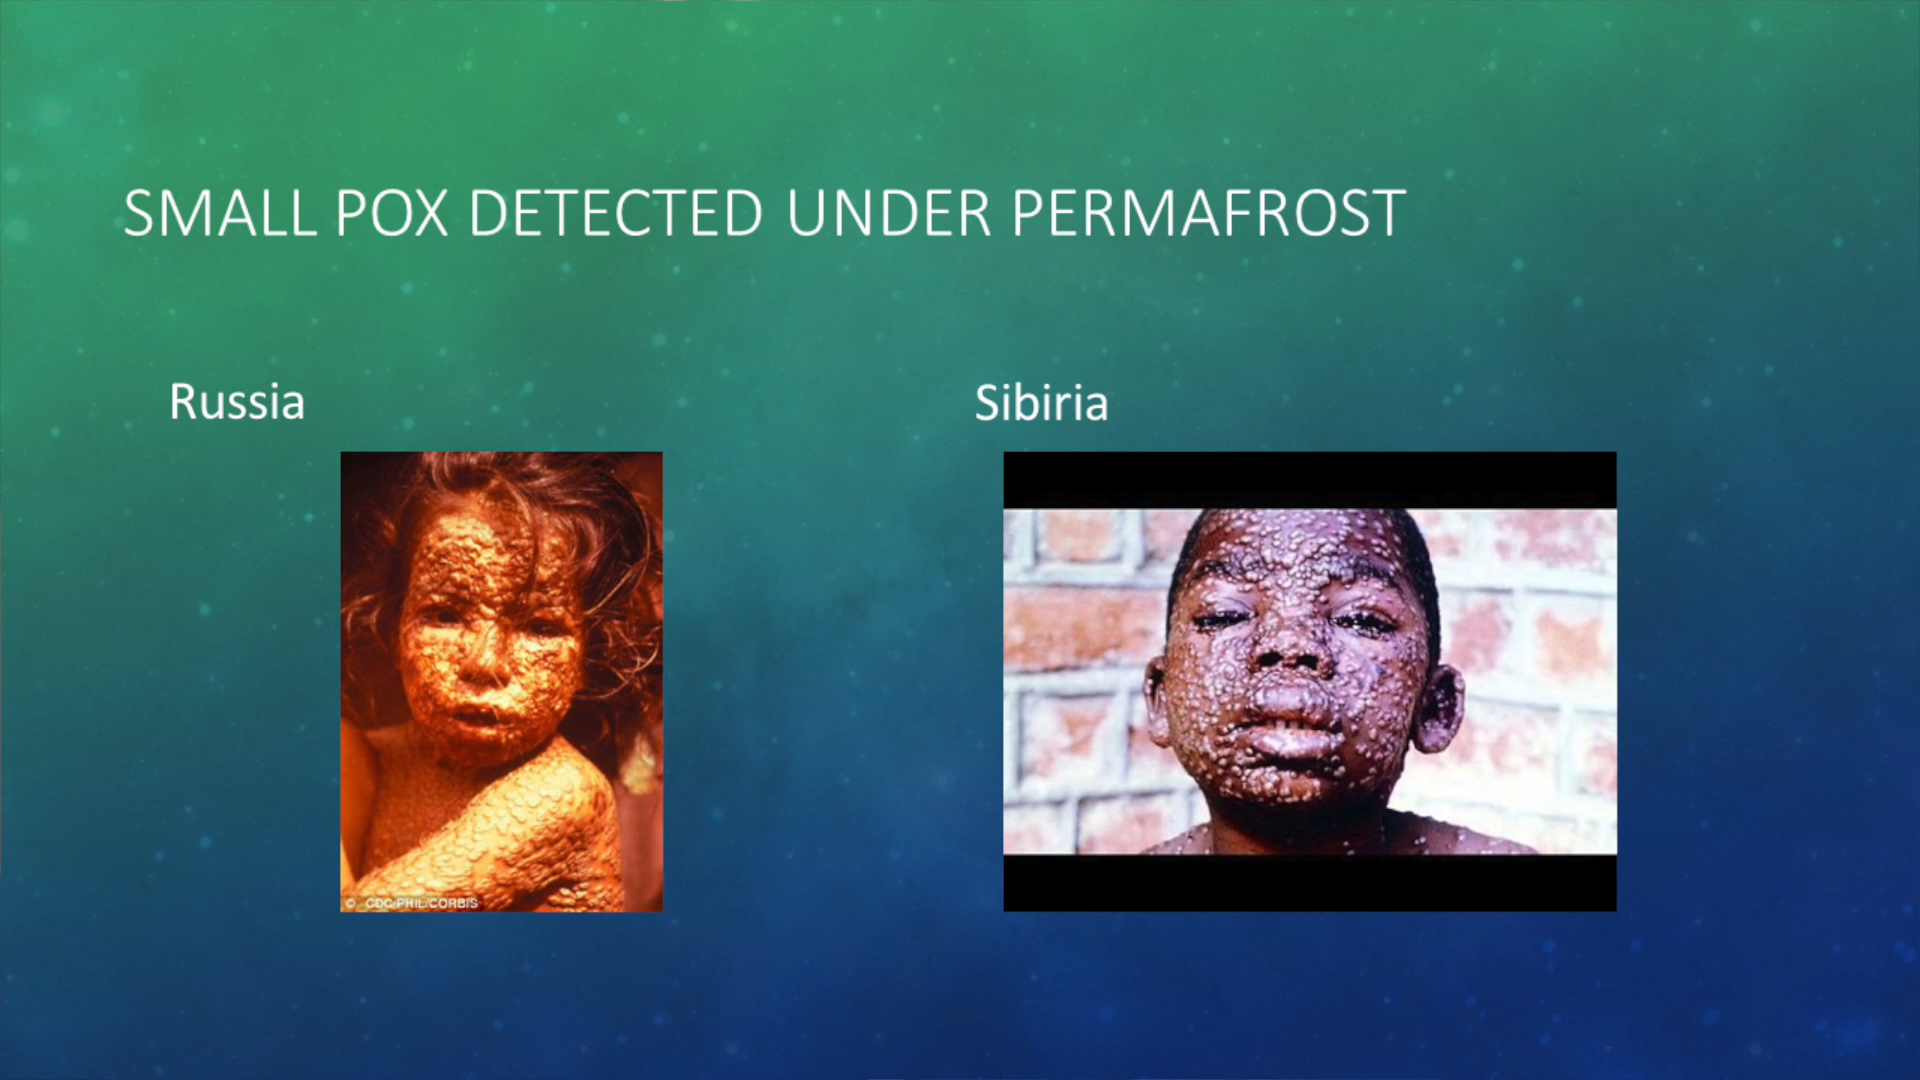 SMALL POX DETECTED UNDER PERMAFROST
Russia
Sibiria
© CDC/PHIL/CORBIS